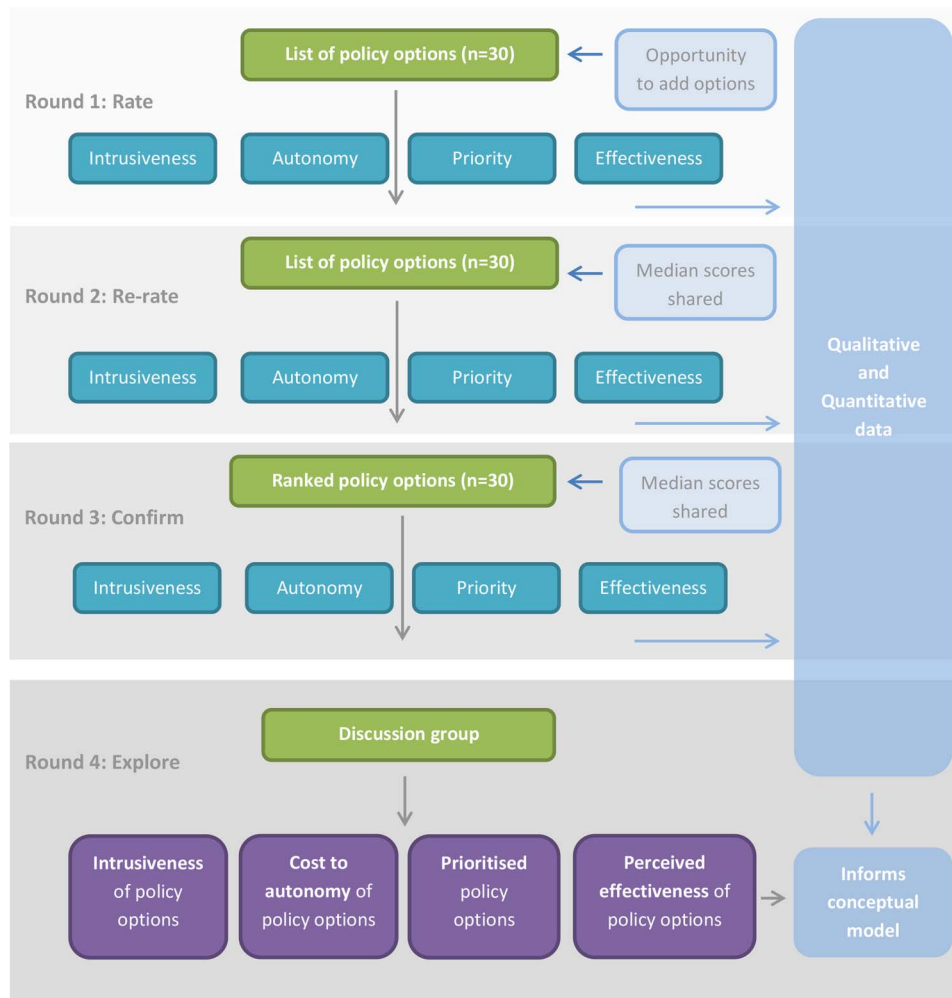 List of policy options (n=30)
Opportunity
to add options
Round 1: Rate
Intrusiveness
Autonomy
Priority
Effectiveness
List of policy options (n=30)
Median scores
shared
Round 2: Re-rate
Intrusiveness
Autonomy
Priority
Effectiveness
Qualitative
and
Quantitative
data
Ranked policy options (n=30)
Median scores
shared
Round 3: Confirm
Intrusiveness
Autonomy
Priority
Effectiveness
Discussion group
Round 4: Explore
Intrusiveness
of policy
options
Cost to
autonomy of
policy options
Prioritised
policy
options
Perceived
effectiveness of
policy options
Informs
conceptual
model